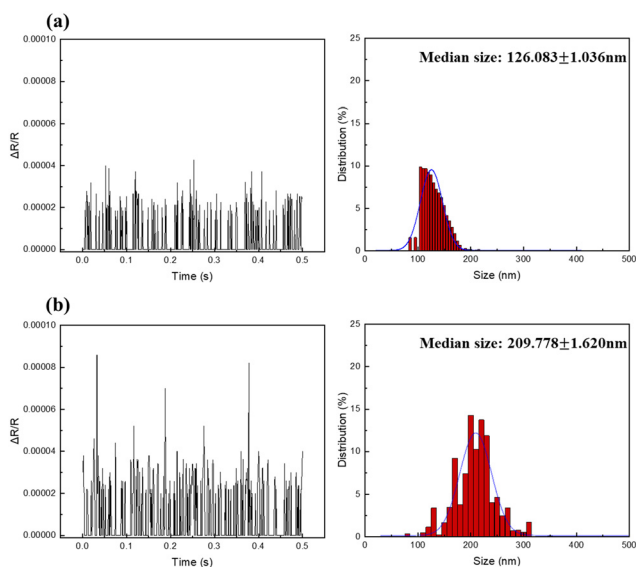 (a)
0.00010
0.00008
0.00006
0.00004
0.00002
0.00000
ΔR/R
0.0 0.1 0.2 0.3 0.4 0.5
Time (s)
Median size: 126.083±1.036nm
25
20
15
10
5
0
Distribution (%)
0 100 200 300 400 500
Size (nm)
(b)
0.00010
0.00008
0.00006
0.00004
0.00002
0.00000
ΔR/R
0.0 0.1 0.2 0.3 0.4 0.5
Time (s)
Median size: 209.778±1.620nm
25
20
15
10
5
0
Distribution (%)
0 100 200 300 400 500
Size (nm)